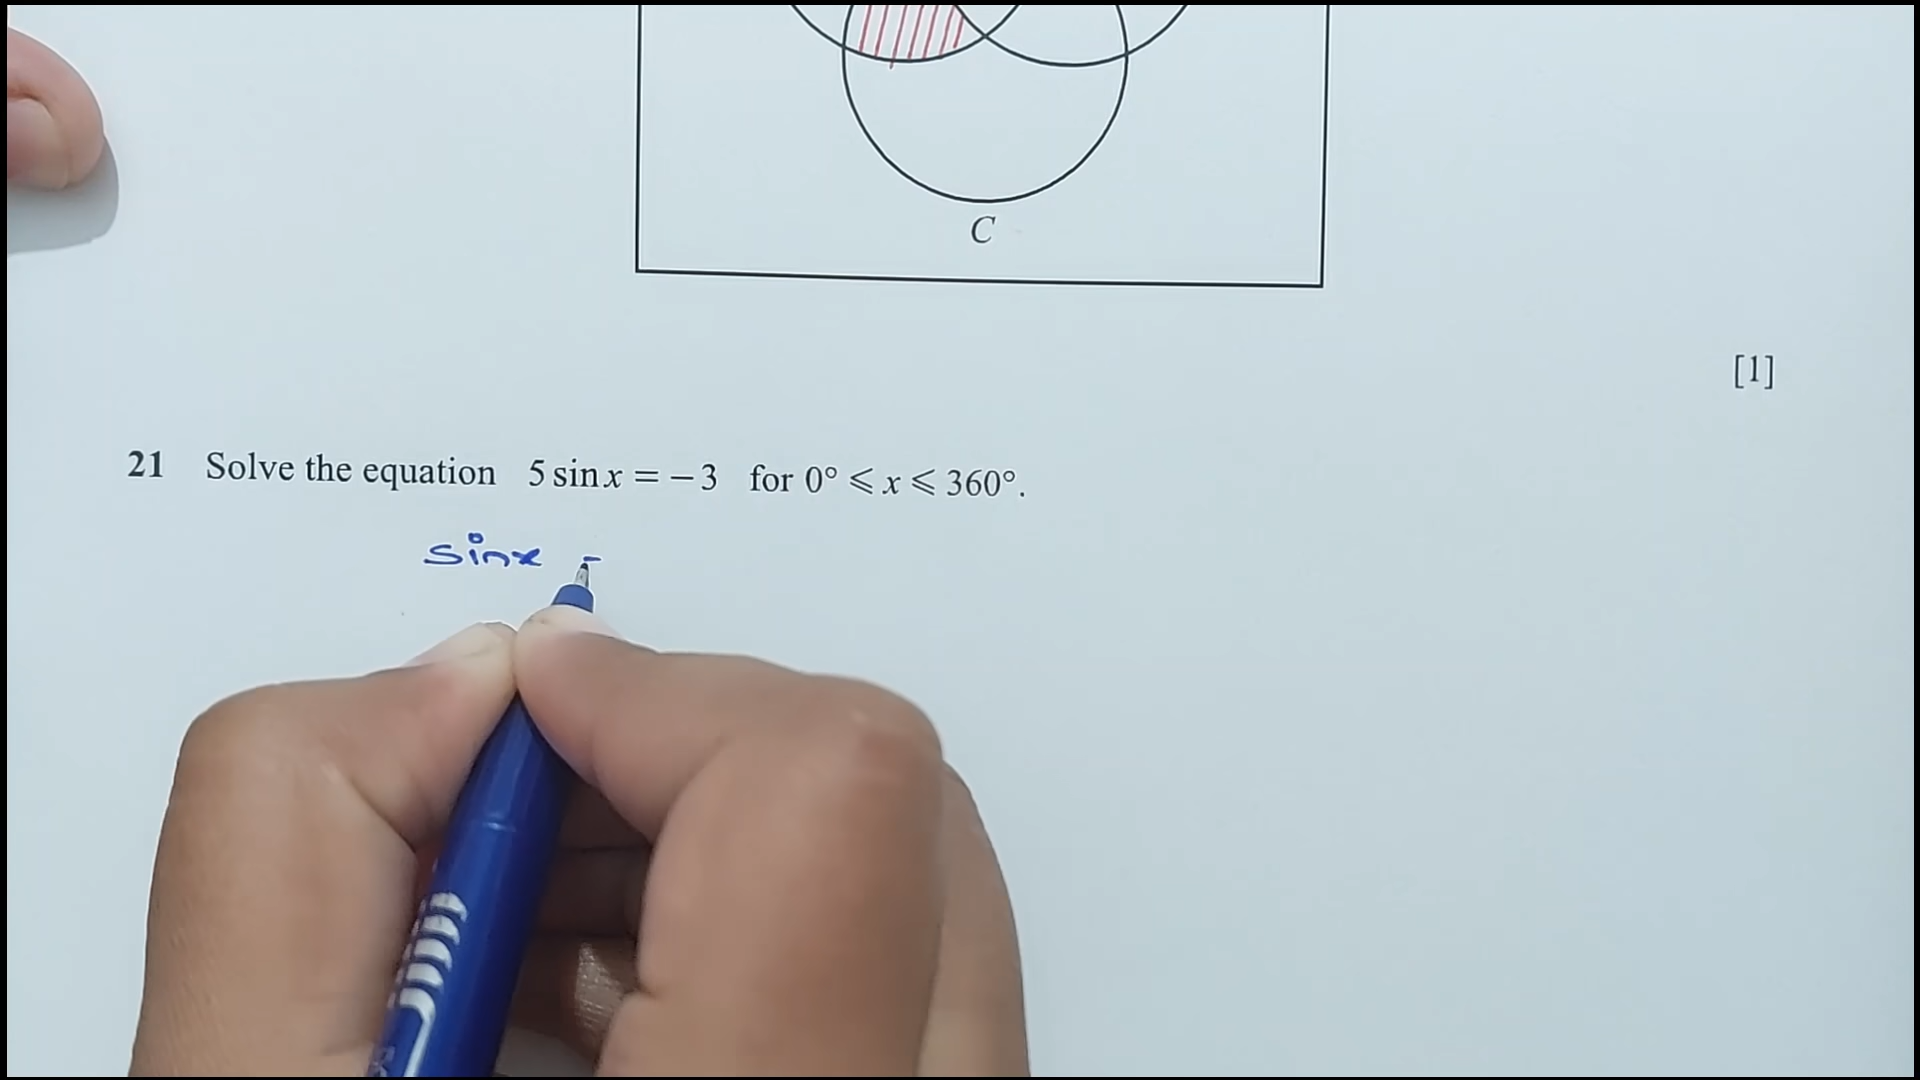 C
[1]
21 Solve the equation 5 sin x = −3 for 0° ⩽ x ⩽ 360°.
sinx